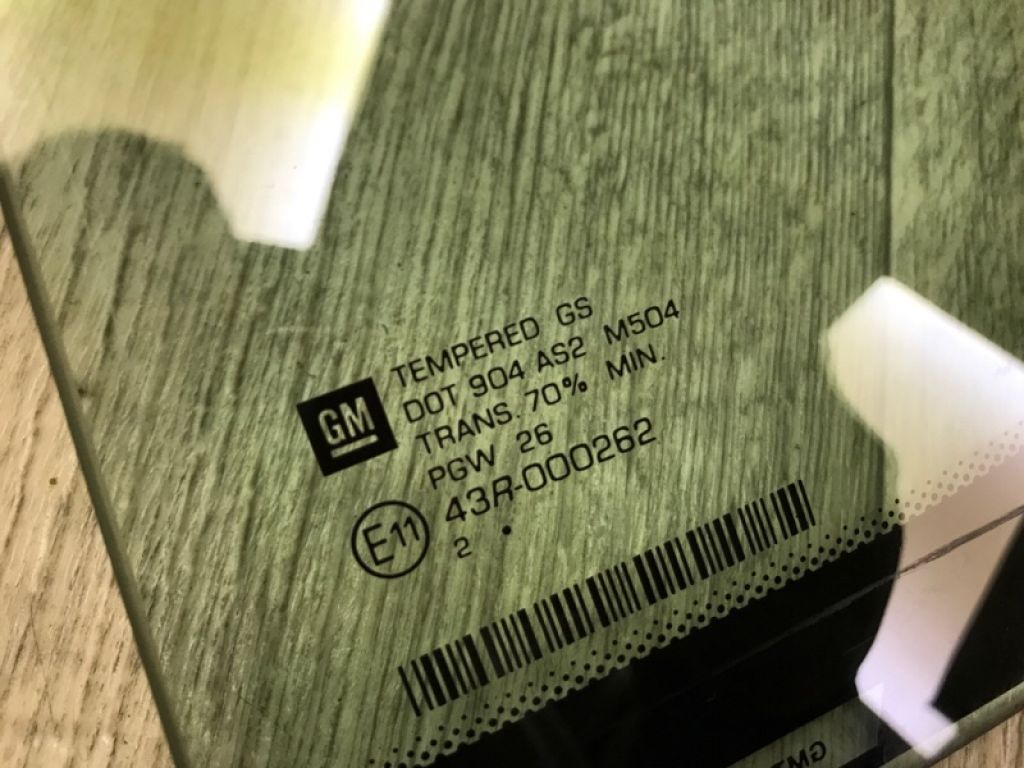 GM
TEMPERED GS
DOT 904 AS2 M504
TRANS. 70% MIN.
PGW 26
E11 43R-000262
2 •